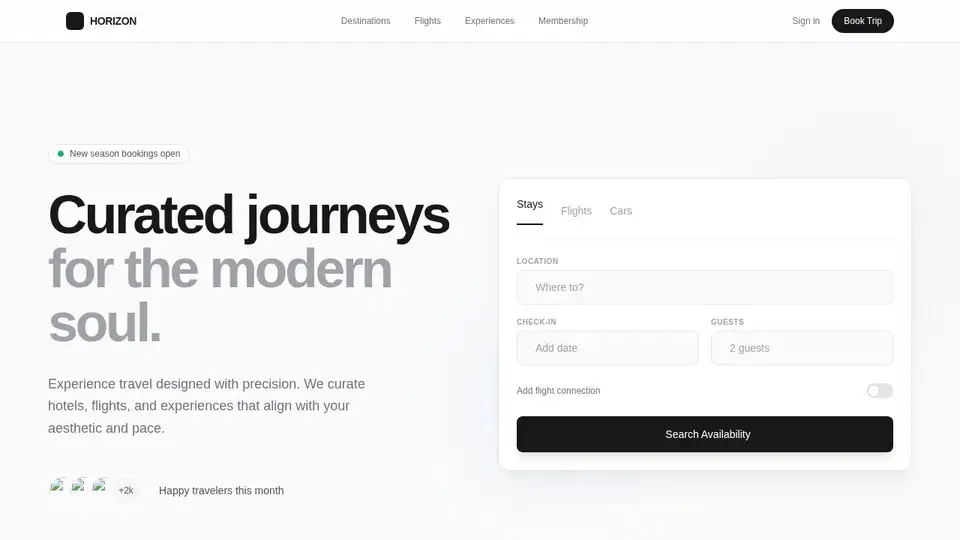 HORIZON
Destinations
Flights
Experiences
Membership
Sign in
Book Trip
New season bookings open
Curated journeys
for the modern
soul.
Experience travel designed with precision. We curate
hotels, flights, and experiences that align with your
aesthetic and pace.
+2k
Happy travelers this month
Stays
Flights
Cars
LOCATION
Where to?
CHECK-IN
GUESTS
Add date
2 guests
Add flight connection
Search Availability